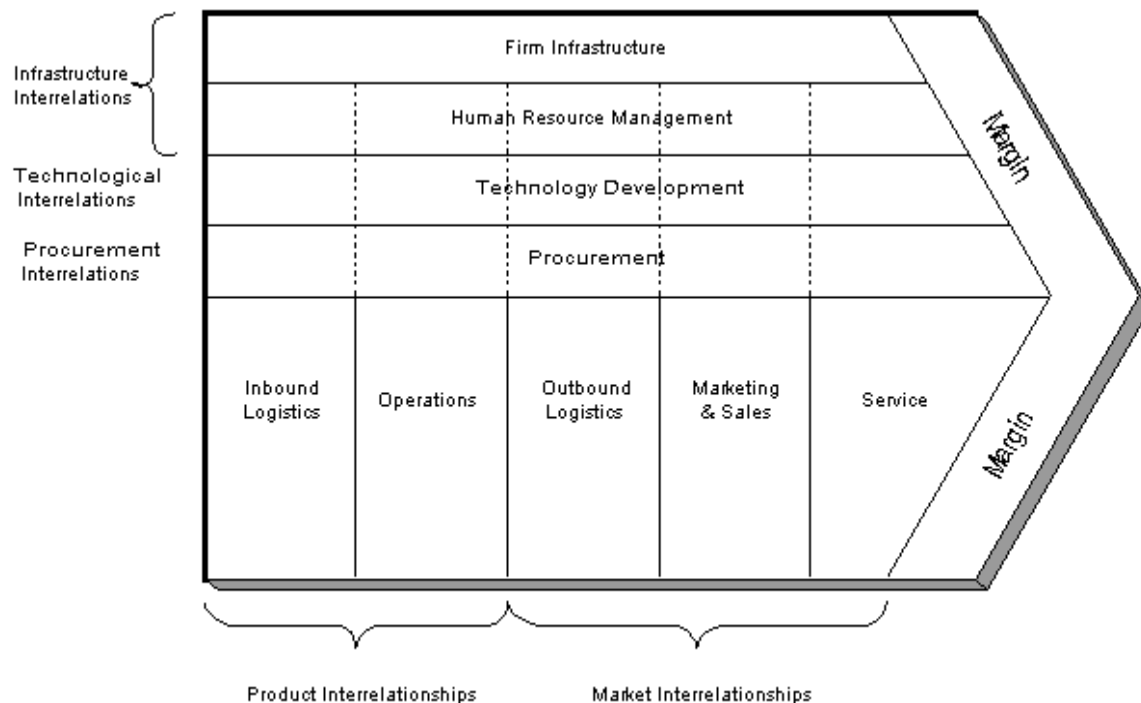 Firm Infrastructure
Infrastructure
Interrelations
Human Resource Management
Margin
Technological
Interrelations
Technology Development
Procurement
Interrelations
Procurement
Inbound
Logistics
Operations
Outbound
Logistics
Marketing
& Sales
Service
Margin
Product Interrelationships
Market Interrelationships